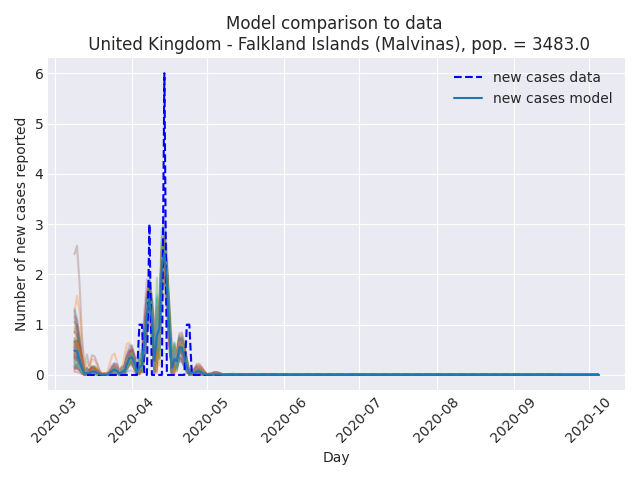 Model comparison to data
United Kingdom - Falkland Islands (Malvinas), pop. = 3483.0
new cases data
new cases model
Number of new cases reported
6
5
4
3
2
1
0
2020-03
2020-04
2020-05
2020-06
2020-07
2020-08
2020-09
2020-10
Day